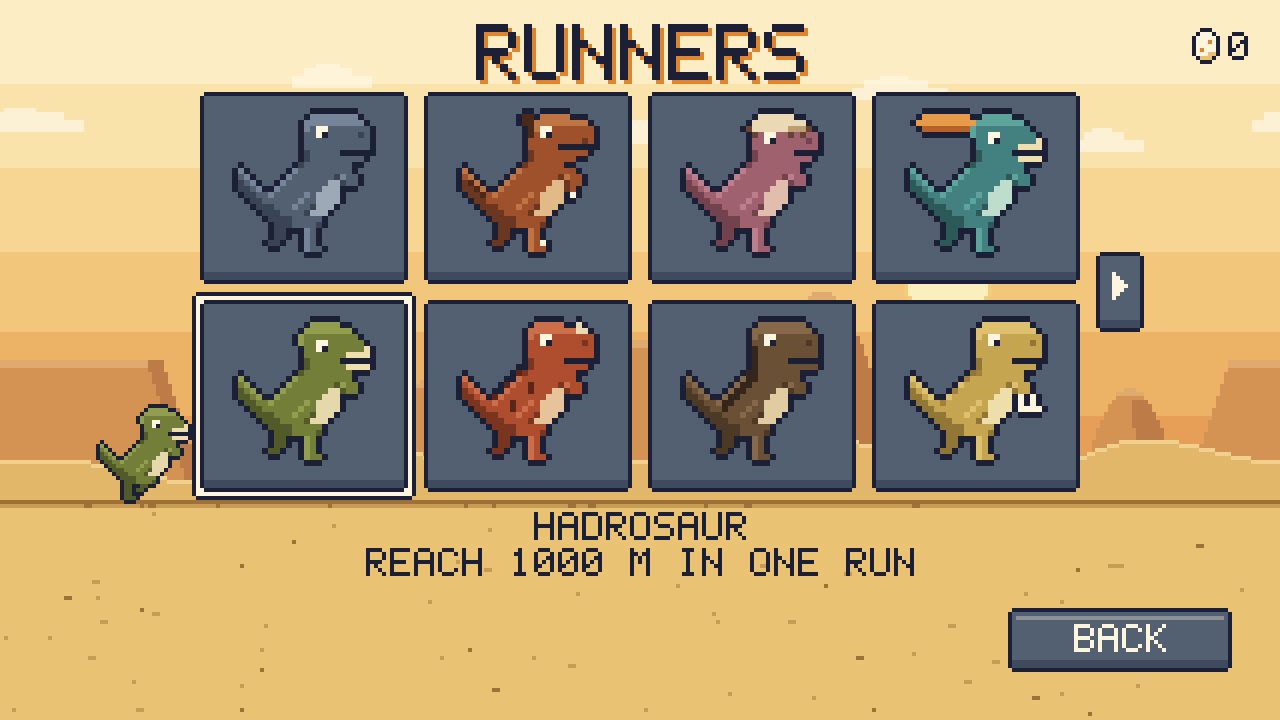 RUNNERS
0
HADROSAUR
REACH 1000 M IN ONE RUN
BACK